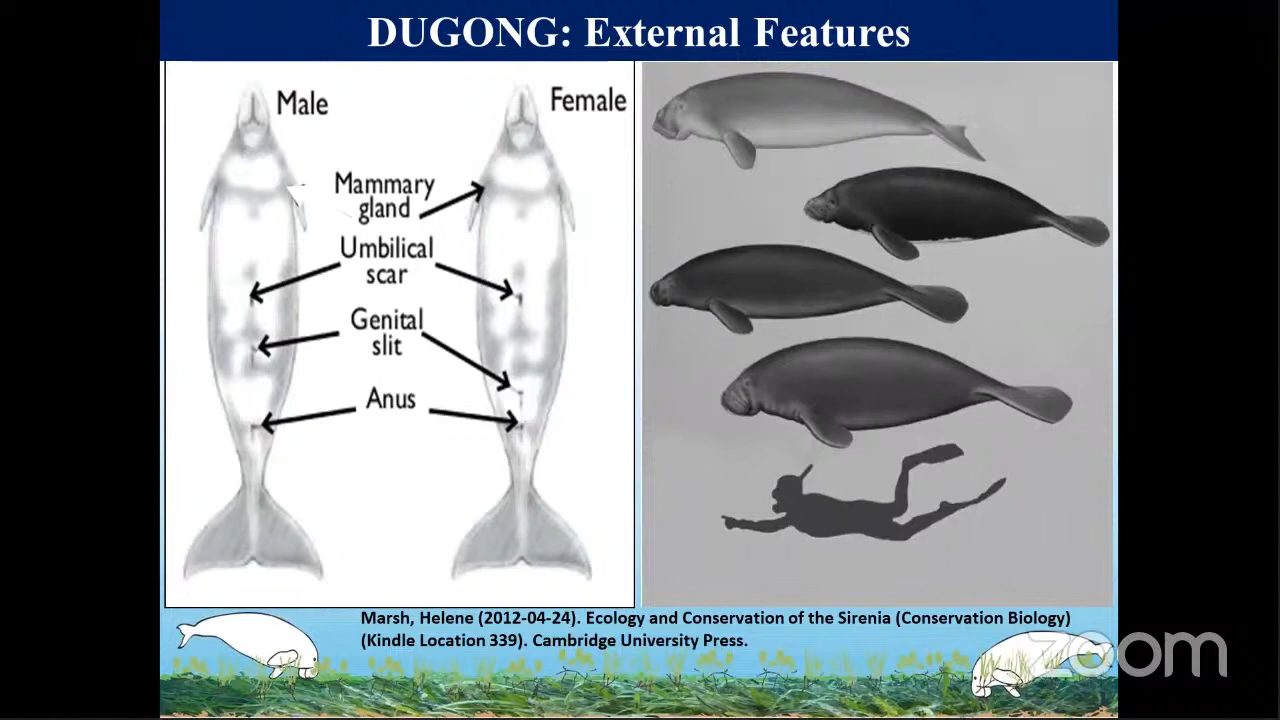 DUGONG: External Features
Male
Female
Mammary
gland
Umbilical
scar
Genital
slit
Anus
Marsh, Helene (2012-04-24). Ecology and Conservation of the Sirenia (Conservation Biology)
(Kindle Location 339). Cambridge University Press.
zoom